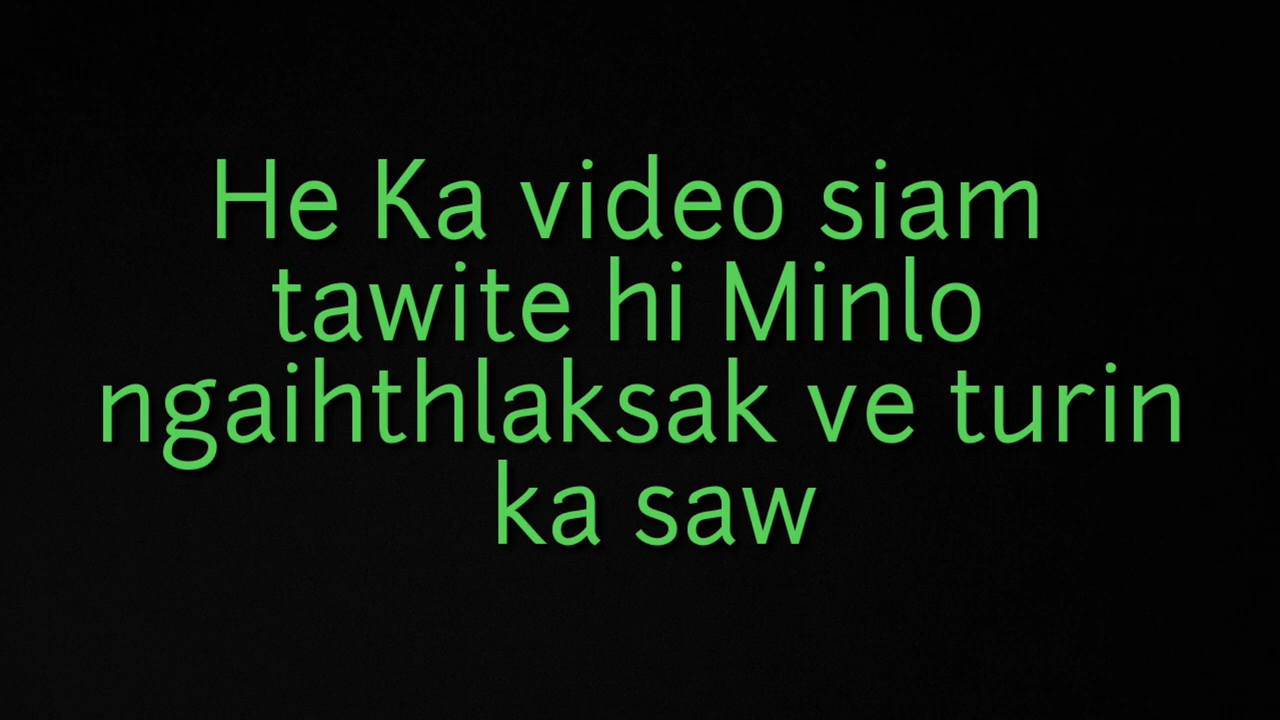 He Ka video siam
tawite hi Minlo
ngaihthlaksak ve turin
ka saw